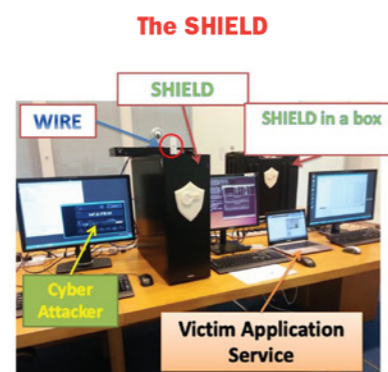 The SHIELD
SHIELD
WIRE
SHIELD in a box
Cyber
Attacker
Victim Application
Service